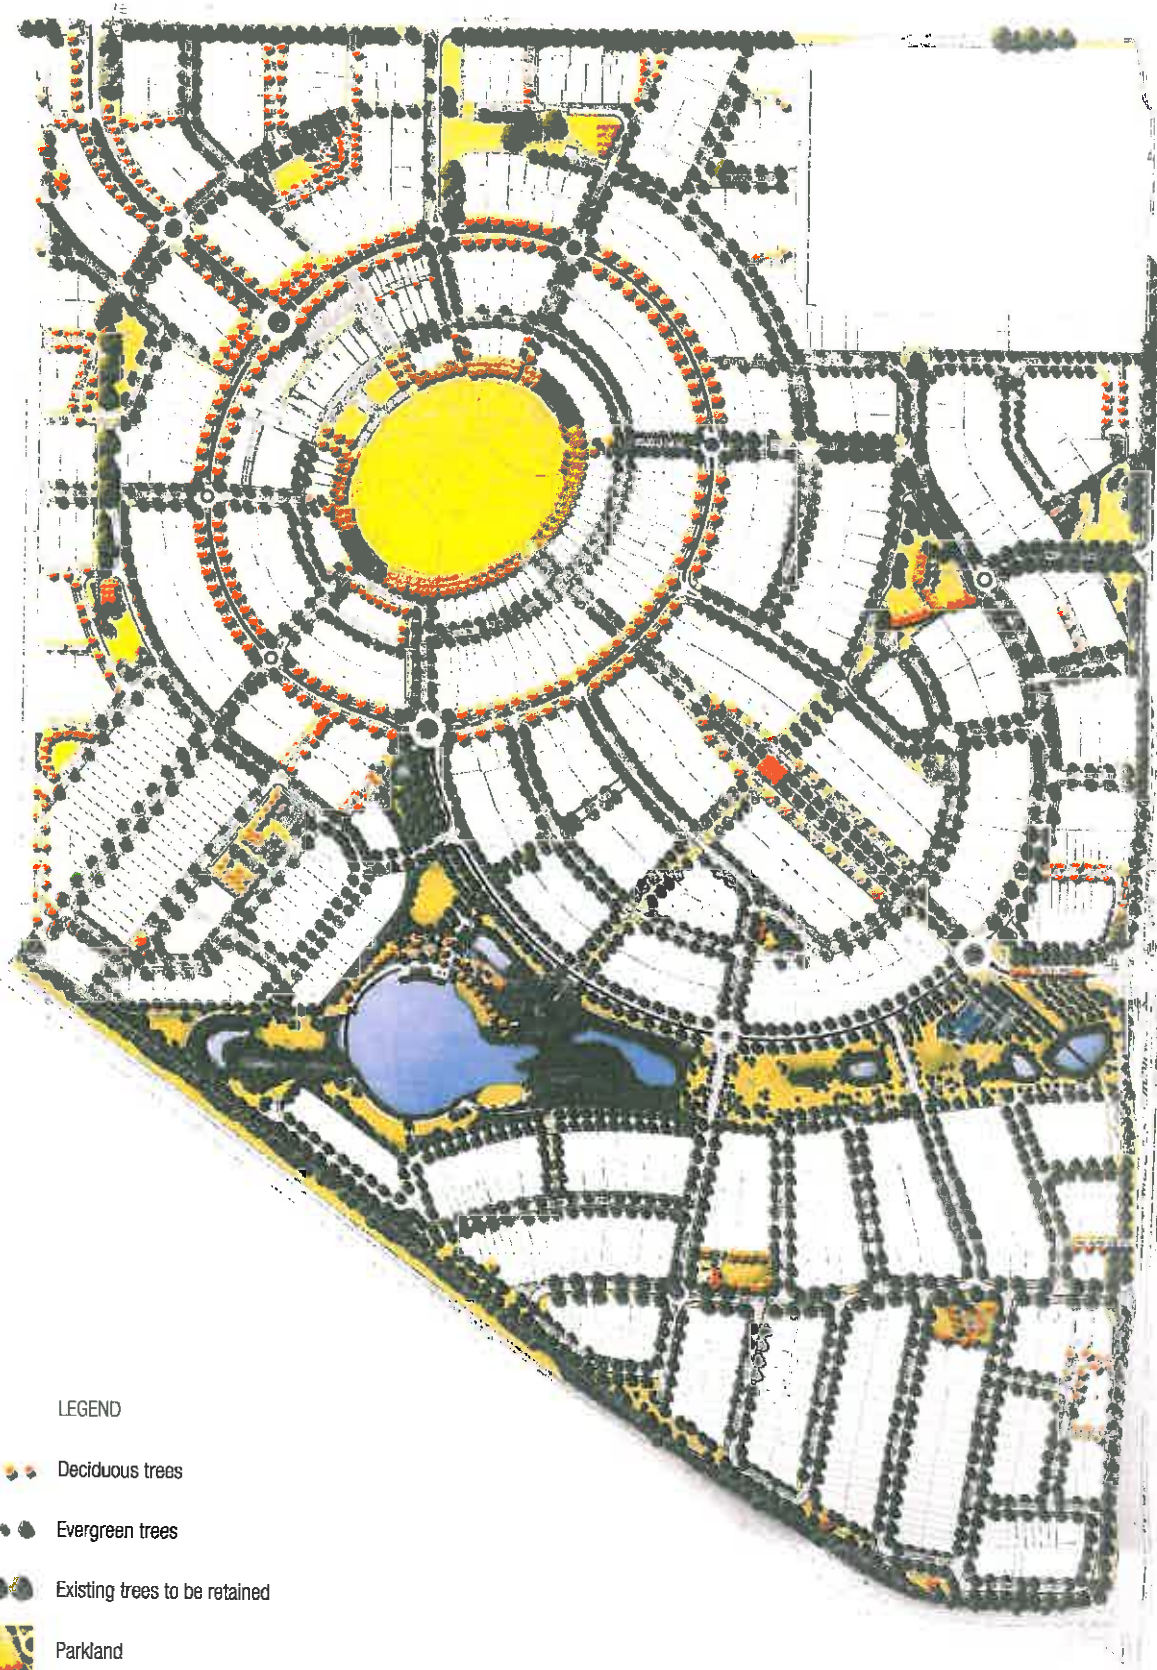 LEGEND
Deciduous trees
Evergreen trees
Existing trees to be retained
Parkland